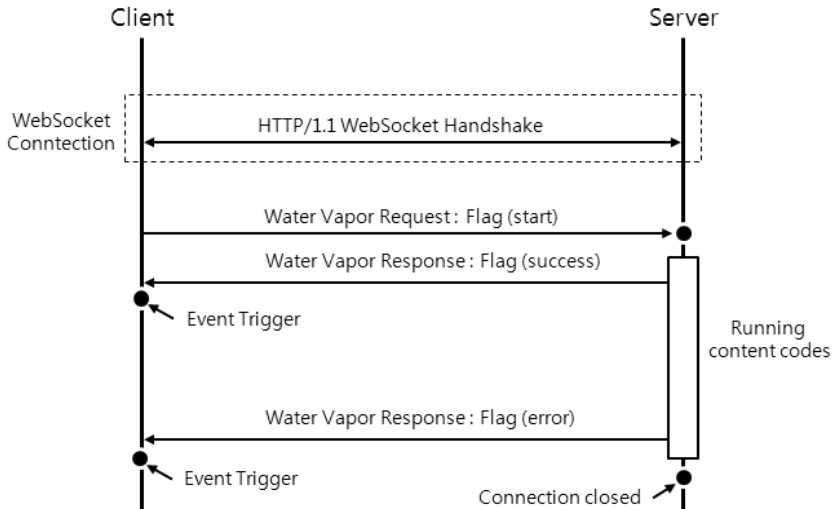 Client
Server
WebSocket
Conntection
HTTP/1.1 WebSocket Handshake
Water Vapor Request : Flag (start)
Water Vapor Response : Flag (success)
Event Trigger
Running
content codes
Water Vapor Response : Flag (error)
Event Trigger
Connection closed